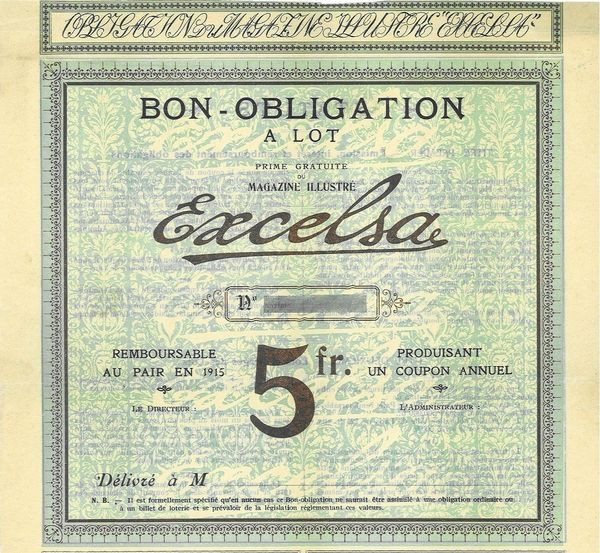 OBLIGATION DU MAGAZINE ILLUSTRÉ "EXCELSA"
BON-OBLIGATION
A LOT
PRIME GRATUITE
DU
MAGAZINE ILLUSTRÉ
Excelsa
No
REMBOURSABLE
AU PAIR EN 1915
5 fr.
PRODUISANT
UN COUPON ANNUEL
LE DIRECTEUR :
L'ADMINISTRATEUR :
Délivré à M
N. B. — Il est formellement spécifié qu'en aucun cas ce Bon-obligation ne saurait être assimilé à une obligation ordinaire ou
à un billet de loterie et se prévaloir de la législation réglementant ces valeurs.